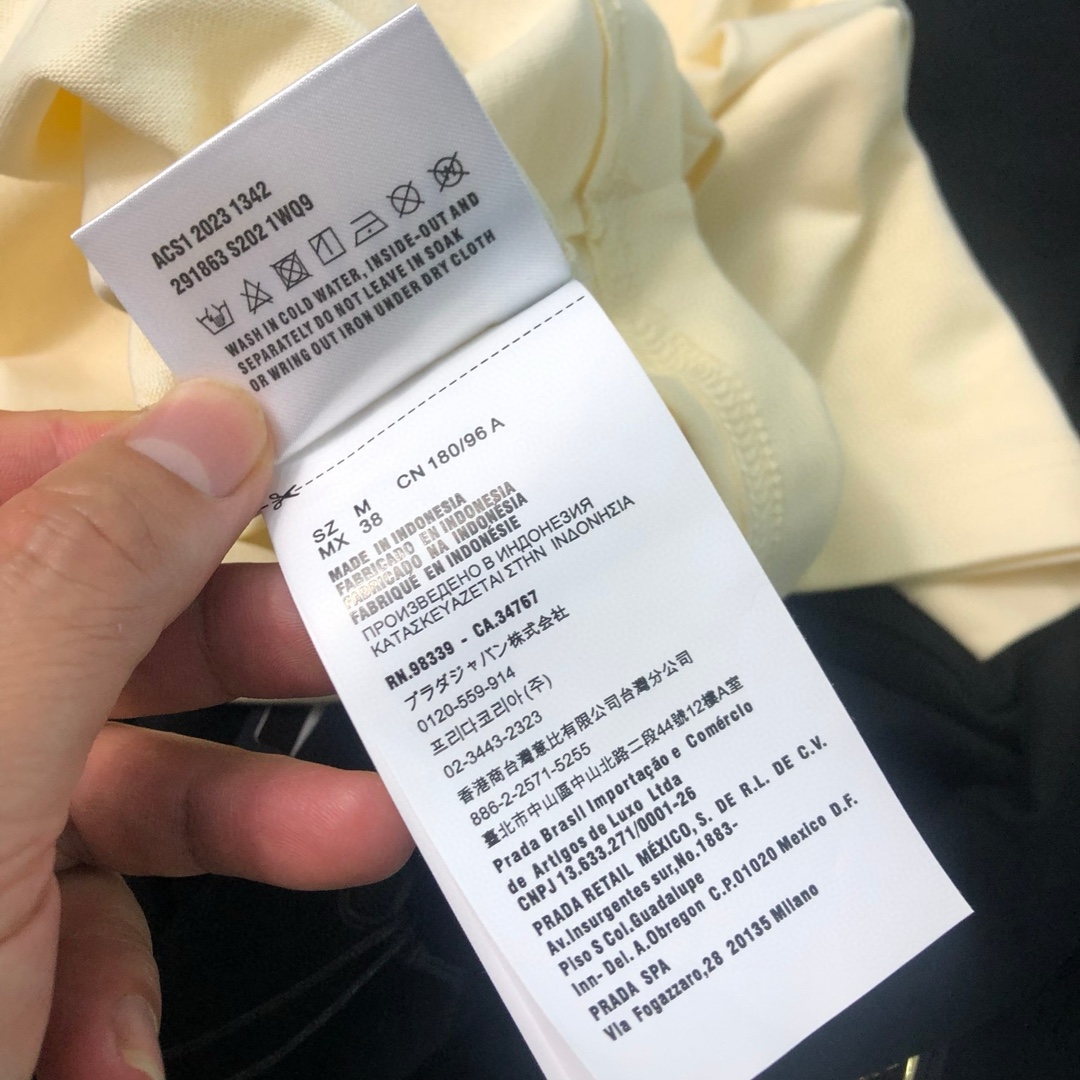 ACS1 2023 1342
291863 S202 1WQ9
WASH IN COLD WATER, INSIDE-OUT AND
SEPARATELY DO NOT LEAVE IN SOAK
OR WRING OUT IRON UNDER DRY CLOTH
SZ M CN 180/96 A
MX 38
MADE IN INDONESIA
FABRICADO EN INDONESIA
FABRICADO NA INDONÉSIA
FABRIQUÉ EN INDONÉSIE
ПРОИЗВЕДЕНО В ИНДОНЕЗИЯ
ΚΑΤΑΣΚΕΥΑΖΕΤΑΙ ΣΤΗΝ ΙΝΔΟΝΗΣΙΑ
RN.98339 - CA.34767
プラダジャパン株式会社
0120-559-914
프리다코리아(주)
02-3443-2323
香港商台灣意比有限公司台灣分公司
886-2-2571-5255
臺北市中山區中山北路二段44號12樓A室
Prada Brasil Importação e Comércio
de Artigos de Luxo Ltda
CNPJ 13.633.271/0001-26
PRADA RETAIL MÉXICO, S. DE R.L. DE C.V.
Av.Insurgentes sur,No.1883-
Piso S Col.Guadalupe
Inn- Del. A.Obregon C.P.01020 Mexico D.F.
PRADA SPA
Via Fogazzaro,28 20135 Milano